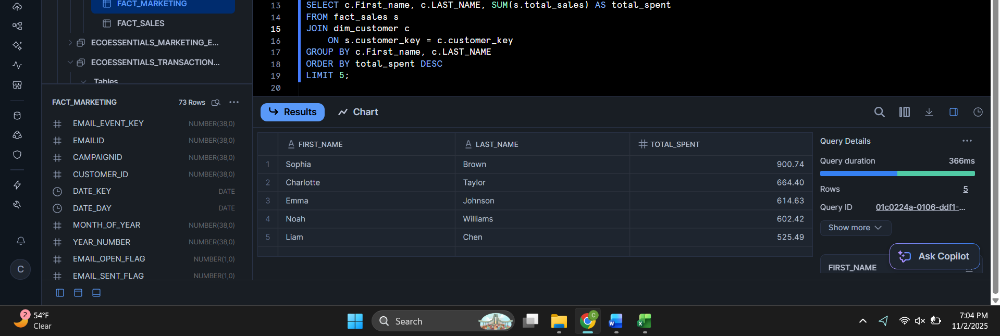 FACT_MARKETING
FACT_SALES
ECOESSENTIALS_MARKETING_E...
ECOESSENTIALS_TRANSACTION...
Tables
FACT_MARKETING 73 Rows
EMAIL_EVENT_KEY NUMBER(38,0)
EMAILID NUMBER(38,0)
CAMPAIGNID NUMBER(38,0)
CUSTOMER_ID NUMBER(38,0)
DATE_KEY DATE
DATE_DAY DATE
MONTH_OF_YEAR NUMBER(38,0)
YEAR_NUMBER NUMBER(38,0)
EMAIL_OPEN_FLAG NUMBER(1,0)
EMAIL_SENT_FLAG NUMBER(1,0)
C
13 SELECT c.First_name, c.LAST_NAME, SUM(s.total_sales) AS total_spent
14 FROM fact_sales s
15 JOIN dim_customer c
16 ON s.customer_key = c.customer_key
17 GROUP BY c.First_name, c.LAST_NAME
18 ORDER BY total_spent DESC
19 LIMIT 5;
20
Results Chart
FIRST_NAME LAST_NAME TOTAL_SPENT
1 Sophia Brown 900.74
2 Charlotte Taylor 664.40
3 Emma Johnson 614.63
4 Noah Williams 602.42
5 Liam Chen 525.49
Query Details
Query duration 366ms
Rows 5
Query ID 01c0224a-0106-ddf1-...
Show more
Ask Copilot
FIRST_NAME
2
54°F
Clear
Search
C
W
X
7:04 PM
11/2/2025